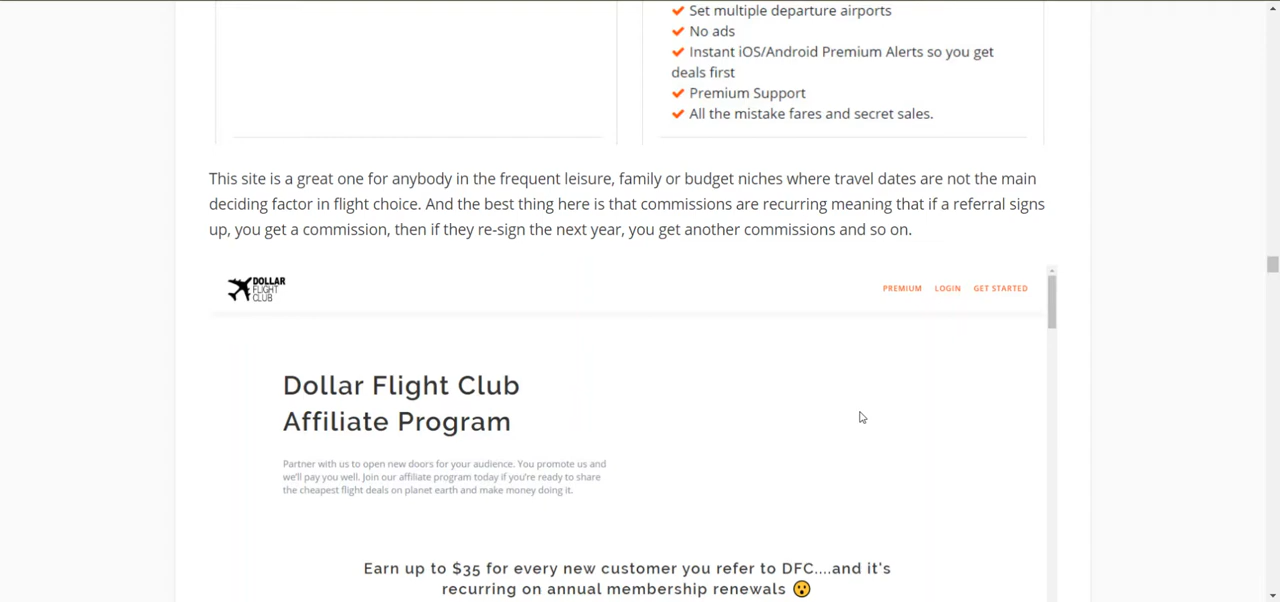 Set multiple departure airports
No ads
Instant iOS/Android Premium Alerts so you get
deals first
Premium Support
All the mistake fares and secret sales.
This site is a great one for anybody in the frequent leisure, family or budget niches where travel dates are not the main
deciding factor in flight choice. And the best thing here is that commissions are recurring meaning that if a referral signs
up, you get a commission, then if they re-sign the next year, you get another commissions and so on.
DOLLAR
FLIGHT
CLUB
PREMIUM LOGIN GET STARTED
Dollar Flight Club
Affiliate Program
Partner with us to open new doors for your audience. You promote us and
we'll pay you well. Join our affiliate program today if you're ready to share
the cheapest flight deals on planet earth and make money doing it.
Earn up to $35 for every new customer you refer to DFC....and it's
recurring on annual membership renewals 😮